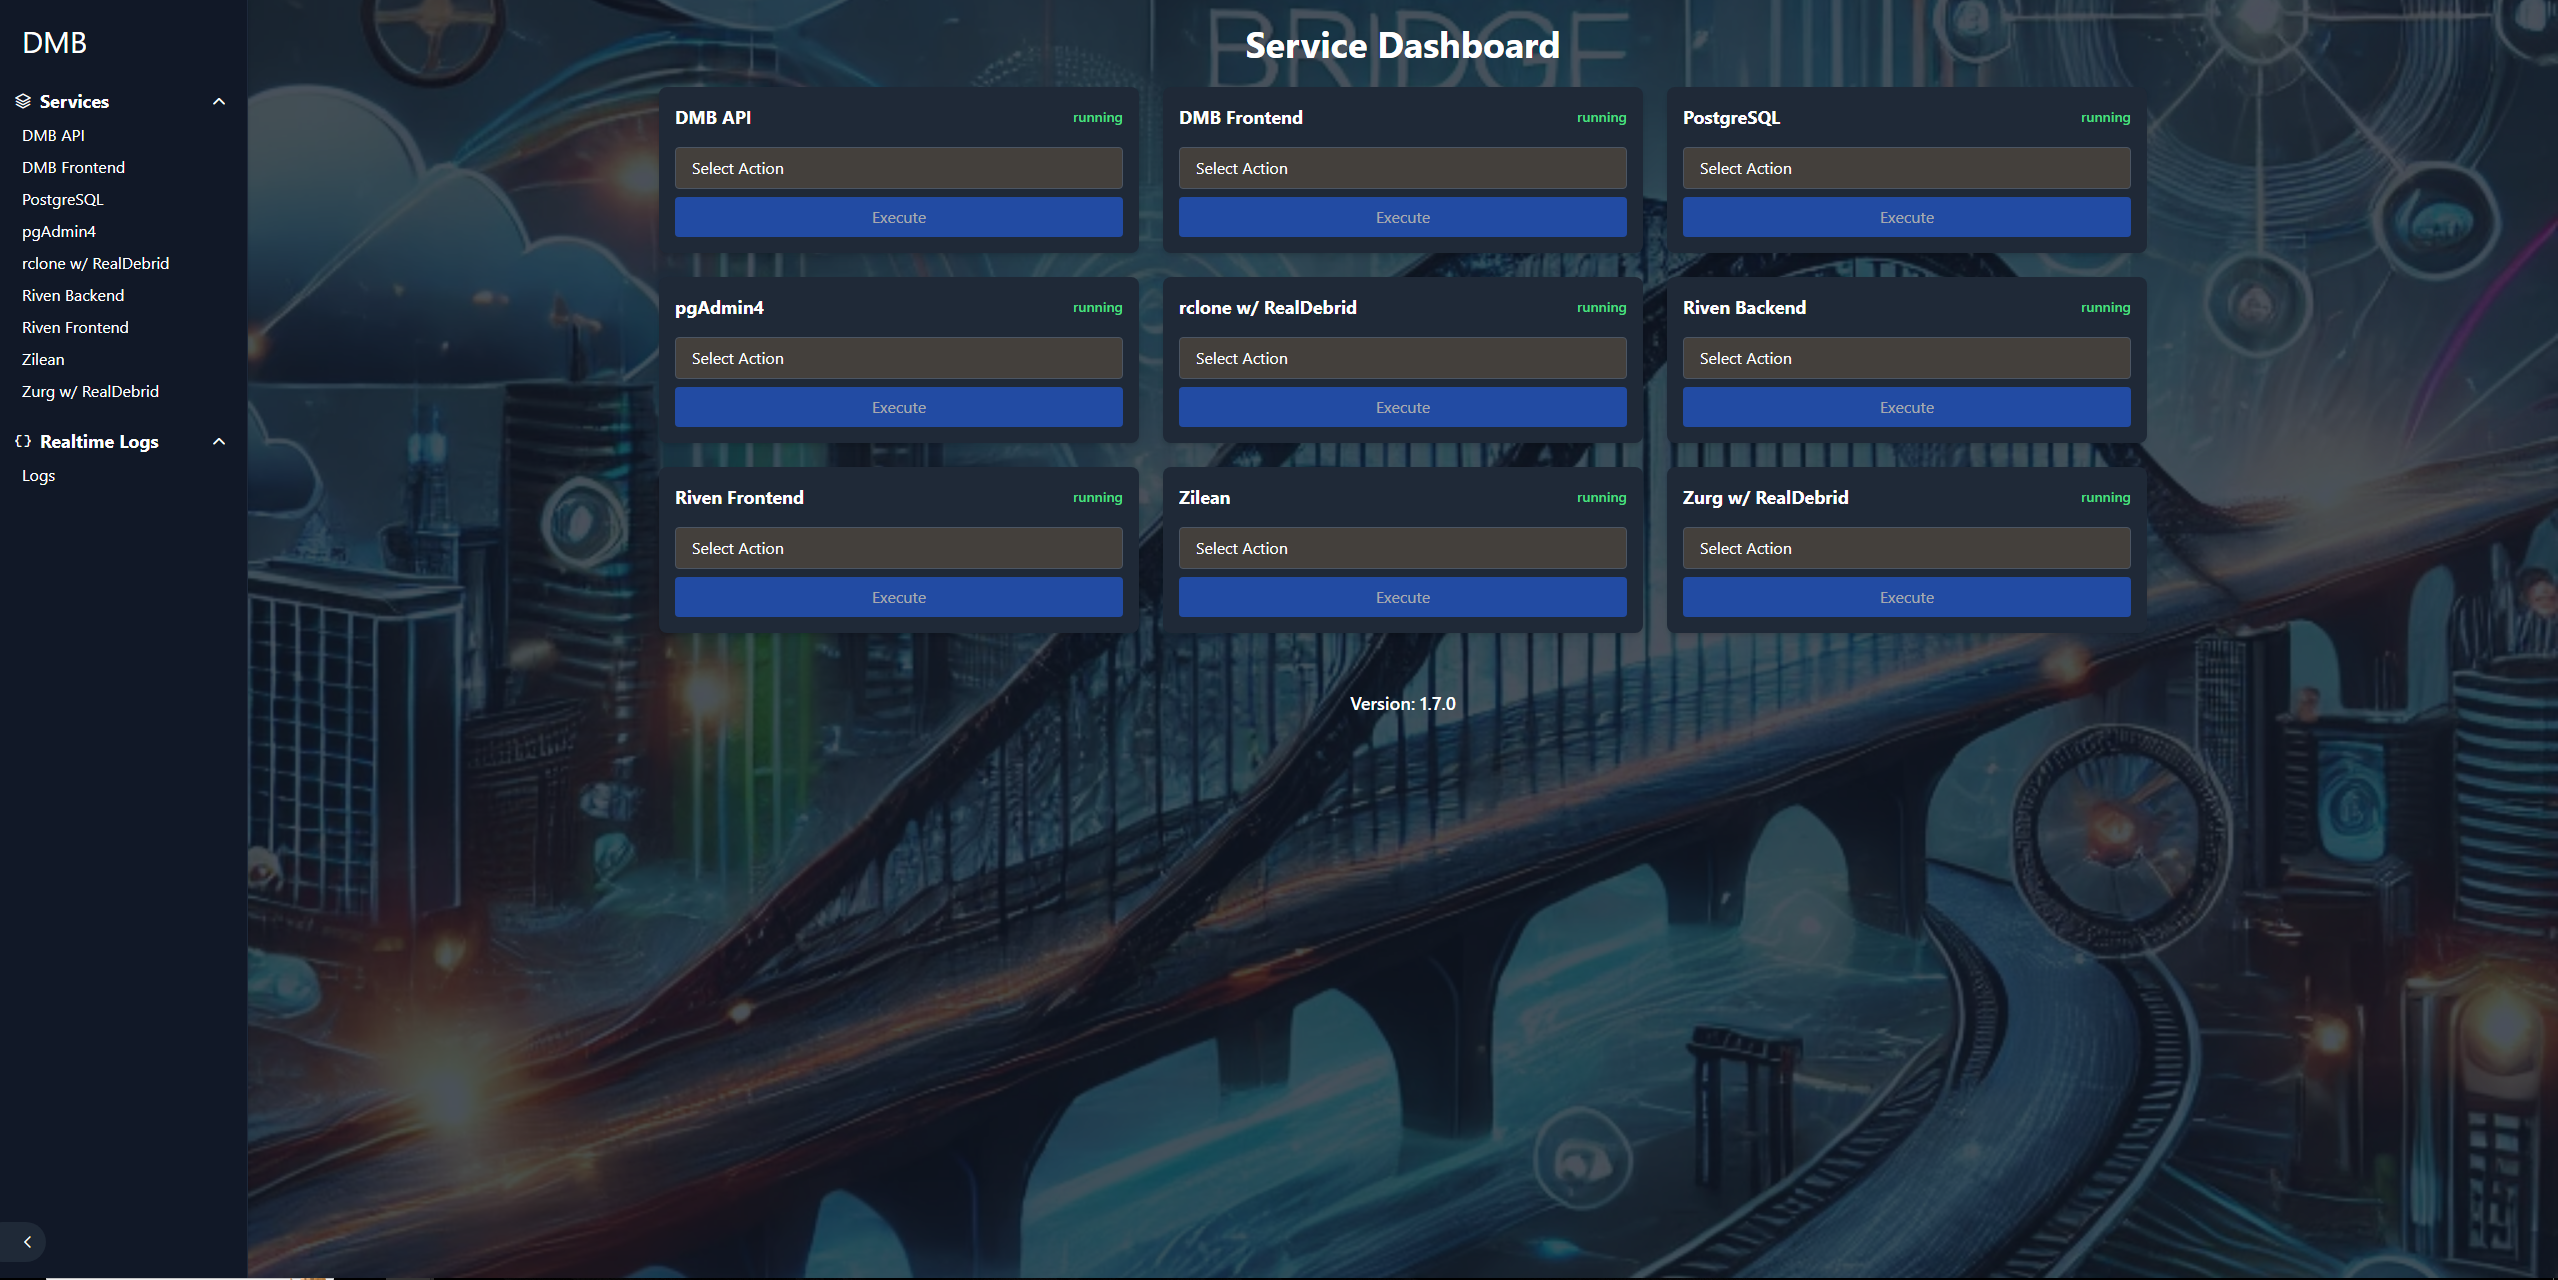 DMB
Services
DMB API
DMB Frontend
PostgreSQL
pgAdmin4
rclone w/ RealDebrid
Riven Backend
Riven Frontend
Zilean
Zurg w/ RealDebrid
{} Realtime Logs
Logs
BRIDGE
Service Dashboard
DMB API running
Select Action
Execute
DMB Frontend running
Select Action
Execute
PostgreSQL running
Select Action
Execute
pgAdmin4 running
Select Action
Execute
rclone w/ RealDebrid running
Select Action
Execute
Riven Backend running
Select Action
Execute
Riven Frontend running
Select Action
Execute
Zilean running
Select Action
Execute
Zurg w/ RealDebrid running
Select Action
Execute
Version: 1.7.0